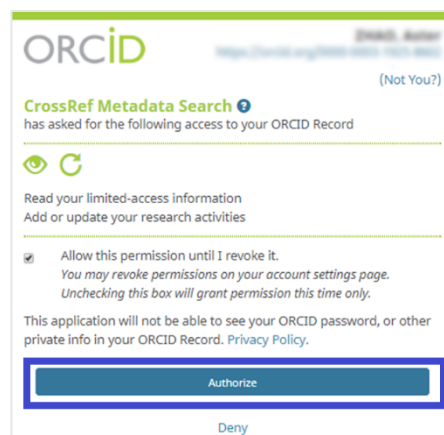 ORCID
(Not You?)
CrossRef Metadata Search ?
has asked for the following access to your ORCID Record
Read your limited-access information
Add or update your research activities
Allow this permission until I revoke it.
You may revoke permissions on your account settings page.
Unchecking this box will grant permission this time only.
This application will not be able to see your ORCID password, or other
private info in your ORCID Record. Privacy Policy.
Authorize
Deny